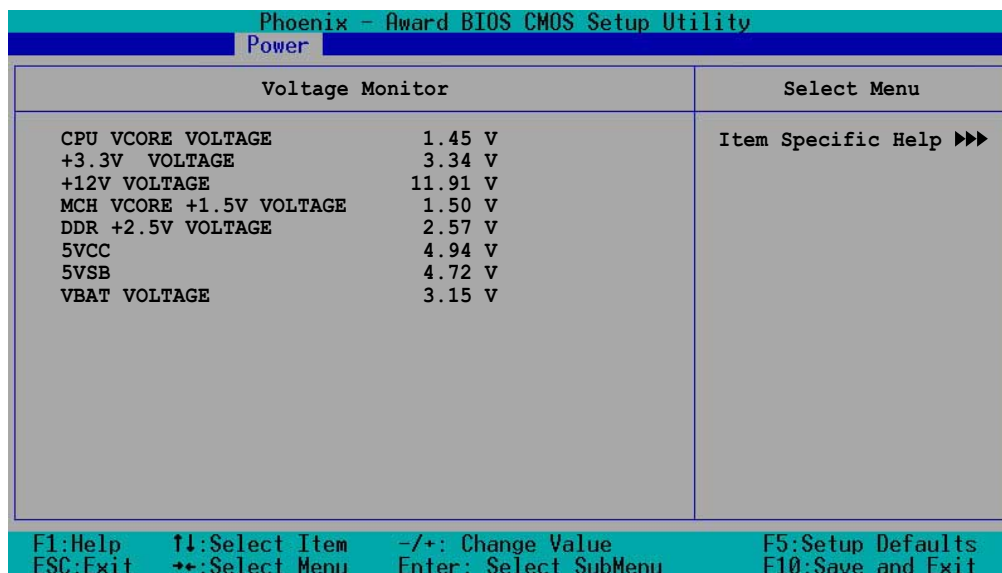 Phoenix - Award BIOS CMOS Setup Utility
Power
Voltage Monitor
Select Menu
CPU VCORE VOLTAGE 1.45 V
+3.3V VOLTAGE 3.34 V
+12V VOLTAGE 11.91 V
MCH VCORE +1.5V VOLTAGE 1.50 V
DDR +2.5V VOLTAGE 2.57 V
5VCC 4.94 V
5VSB 4.72 V
VBAT VOLTAGE 3.15 V
Item Specific Help ▶▶▶
F1:Help ↑↓:Select Item -/+: Change Value F5:Setup Defaults
ESC:Exit →←:Select Menu Enter: Select SubMenu F10:Save and Exit